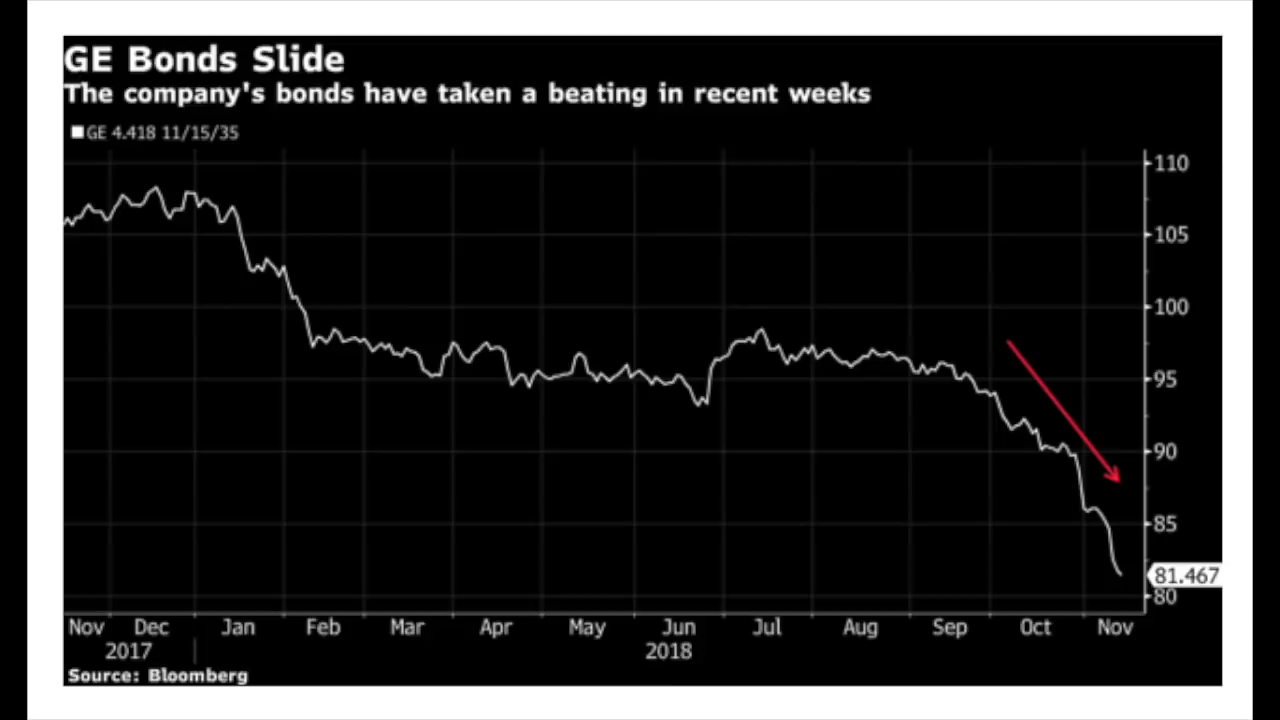 GE Bonds Slide
The company's bonds have taken a beating in recent weeks
GE 4.418 11/15/35
110
105
100
95
90
85
81.467
80
Nov Dec Jan Feb Mar Apr May Jun Jul Aug Sep Oct Nov
2017 2018
Source: Bloomberg